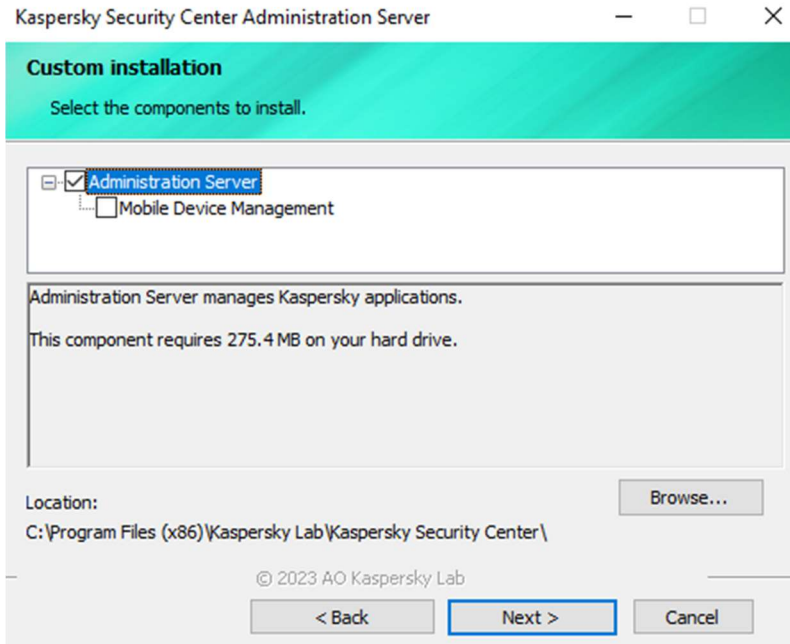 Kaspersky Security Center Administration Server
Custom installation
Select the components to install.
Administration Server
Mobile Device Management
Administration Server manages Kaspersky applications.
This component requires 275.4 MB on your hard drive.
Browse...
Location:
C:\Program Files (x86)\Kaspersky Lab\Kaspersky Security Center\
© 2023 AO Kaspersky Lab
< Back Next > Cancel